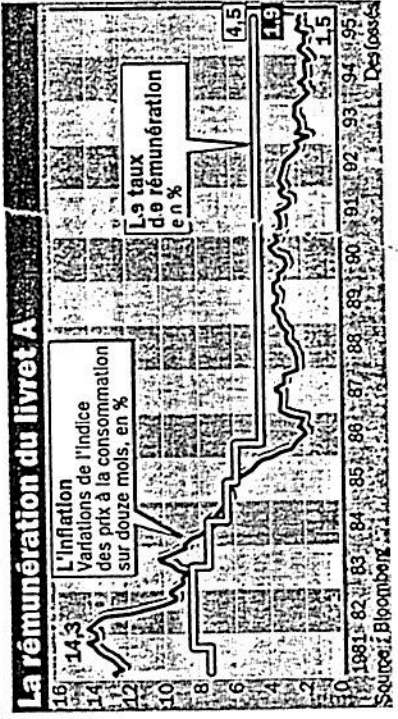 La rémunération du livret A
16
14
12
10
8
6
4
2
0
14,3
L'Inflation
Variations de l'Indice
des prix à la consommation
sur douze mois, en %
Le taux
de rémunération
en %
4,5
1,9
1,5
1981 82 83 84 85 86 87 88 89 90 91 92 93 94 95
Source : Bloomberg
Desfossés